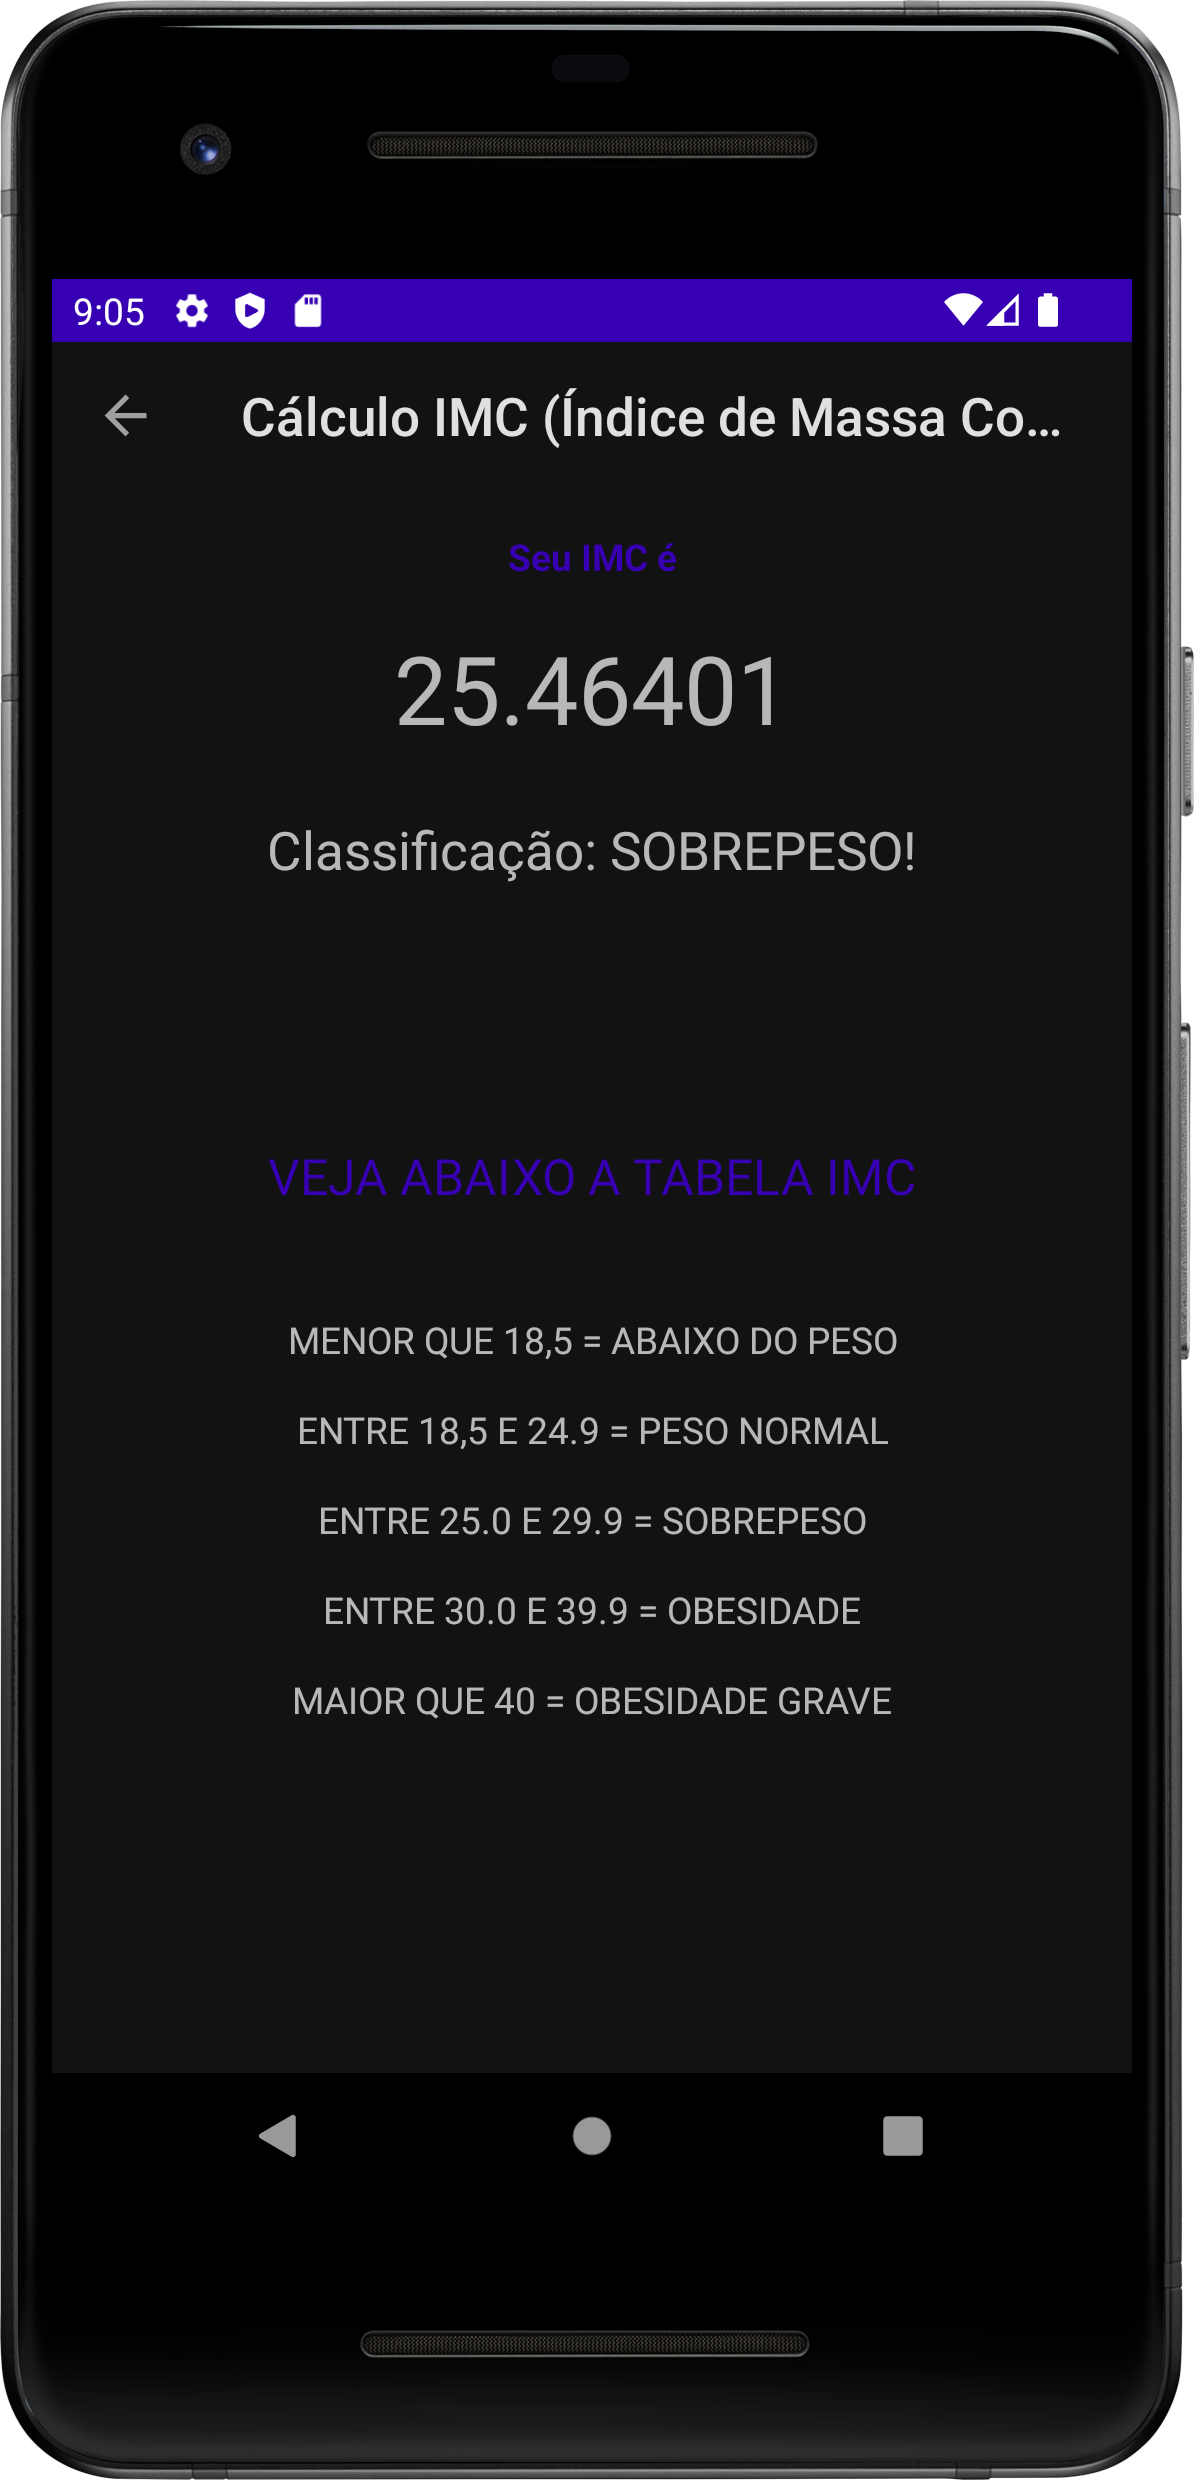 9:05
Cálculo IMC (Índice de Massa Co...
Seu IMC é
25.46401
Classificação: SOBREPESO!
VEJA ABAIXO A TABELA IMC
MENOR QUE 18,5 = ABAIXO DO PESO
ENTRE 18,5 E 24.9 = PESO NORMAL
ENTRE 25.0 E 29.9 = SOBREPESO
ENTRE 30.0 E 39.9 = OBESIDADE
MAIOR QUE 40 = OBESIDADE GRAVE